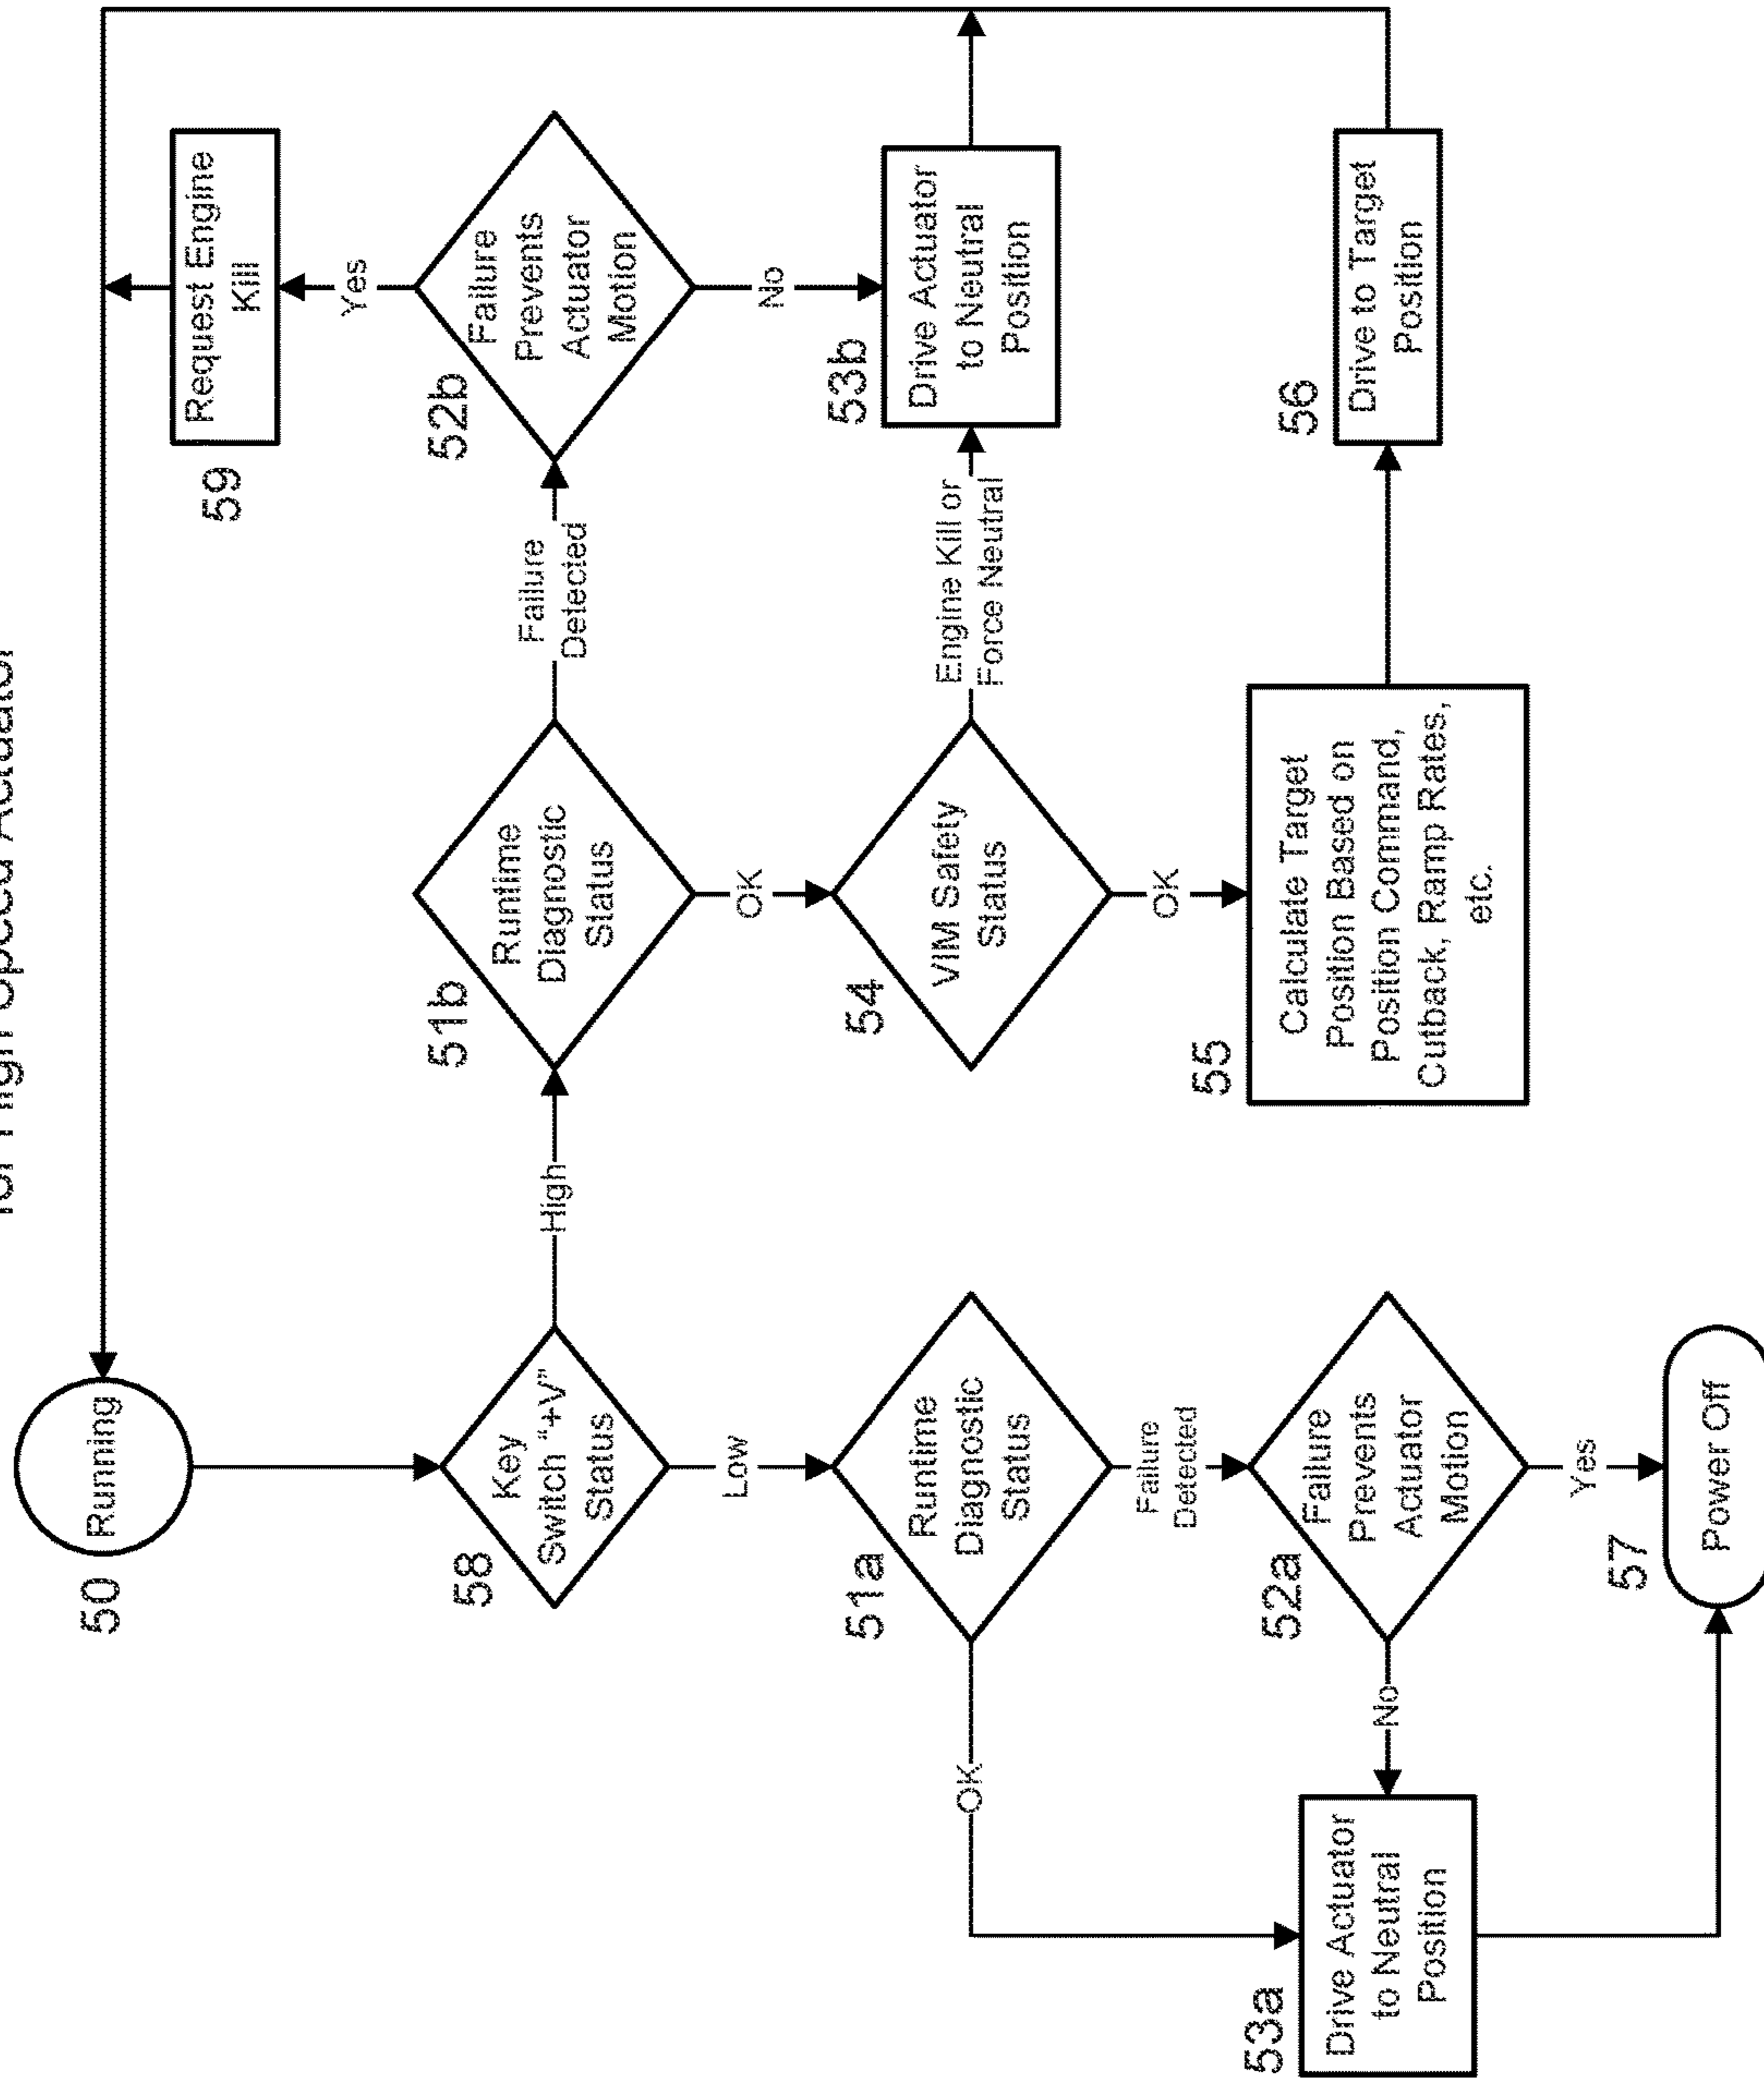 for High Speed Actuator
50
Running
58
Key
Switch "+V"
Status
High
Low
51b
Runtime
Diagnostic
Status
Failure
Detected
OK
52b
Failure
Prevents
Actuator
Motion
Yes
No
59
Request Engine
Kill
53b
Drive Actuator
to Neutral
Position
54
VIM Safety
Status
Engine Kill or
Force Neutral
OK
55
Calculate Target
Position Based on
Position Command,
Cutback, Ramp Rates,
etc.
56
Drive to Target
Position
51a
Runtime
Diagnostic
Status
OK
Failure
Detected
52a
Failure
Prevents
Actuator
Motion
No
Yes
53a
Drive Actuator
to Neutral
Position
57
Power Off